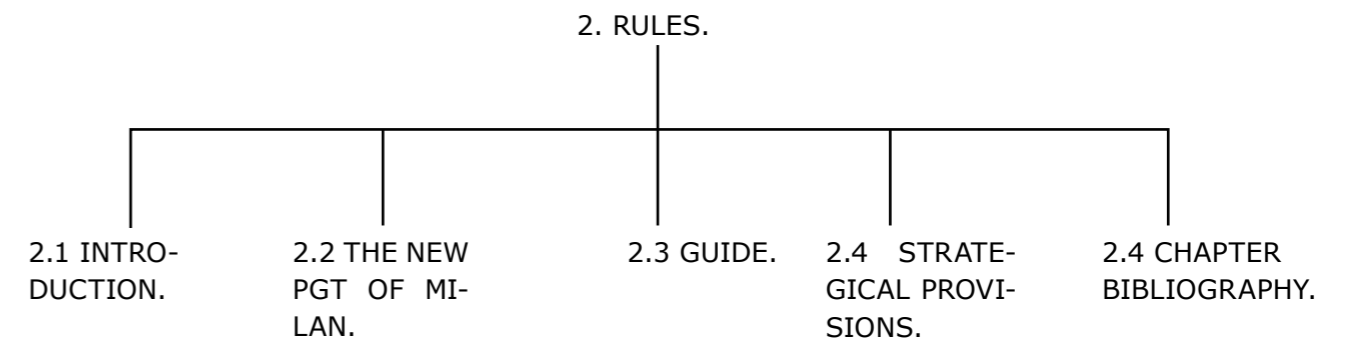 2. RULES.
2.1 INTRO-
DUCTION.
2.2 THE NEW
PGT OF MI-
LAN.
2.3 GUIDE.
2.4 STRATE-
GICAL PROVI-
SIONS.
2.4 CHAPTER
BIBLIOGRAPHY.